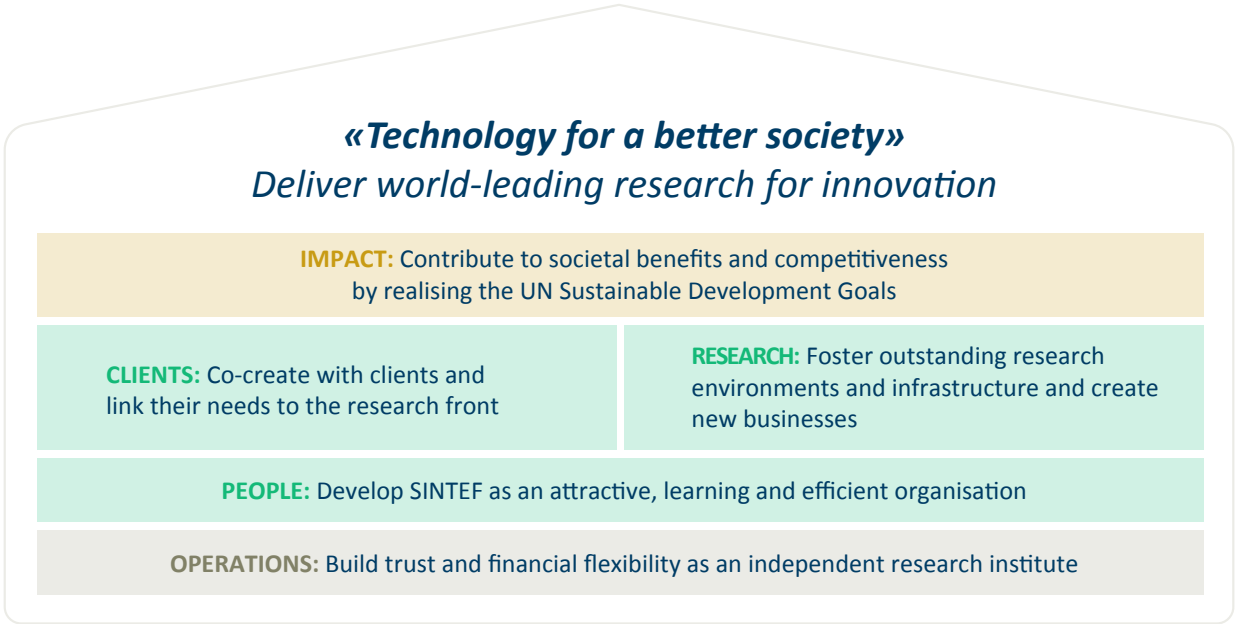 «Technology for a better society»
Deliver world-leading research for innovation
IMPACT: Contribute to societal benefits and competitiveness
by realising the UN Sustainable Development Goals
CLIENTS: Co-create with clients and
link their needs to the research front
RESEARCH: Foster outstanding research
environments and infrastructure and create
new businesses
PEOPLE: Develop SINTEF as an attractive, learning and efficient organisation
OPERATIONS: Build trust and financial flexibility as an independent research institute